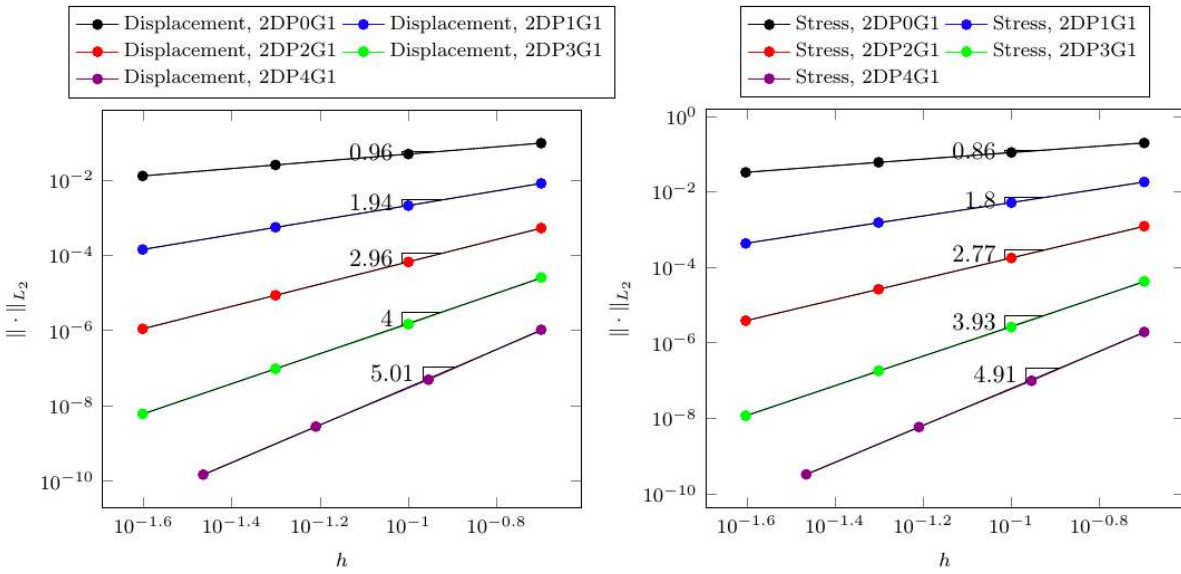 Displacement, 2DP0G1 Displacement, 2DP1G1
Displacement, 2DP2G1 Displacement, 2DP3G1
Displacement, 2DP4G1
10^{-2}
10^{-4}
10^{-6}
10^{-8}
10^{-10}
‖ · ‖_{L_2}
0.96
1.94
2.96
4
5.01
10^{-1.6} 10^{-1.4} 10^{-1.2} 10^{-1} 10^{-0.8}
h
Stress, 2DP0G1 Stress, 2DP1G1
Stress, 2DP2G1 Stress, 2DP3G1
Stress, 2DP4G1
10^{0}
10^{-2}
10^{-4}
10^{-6}
10^{-8}
10^{-10}
‖ · ‖_{L_2}
0.86
1.8
2.77
3.93
4.91
10^{-1.6} 10^{-1.4} 10^{-1.2} 10^{-1} 10^{-0.8}
h